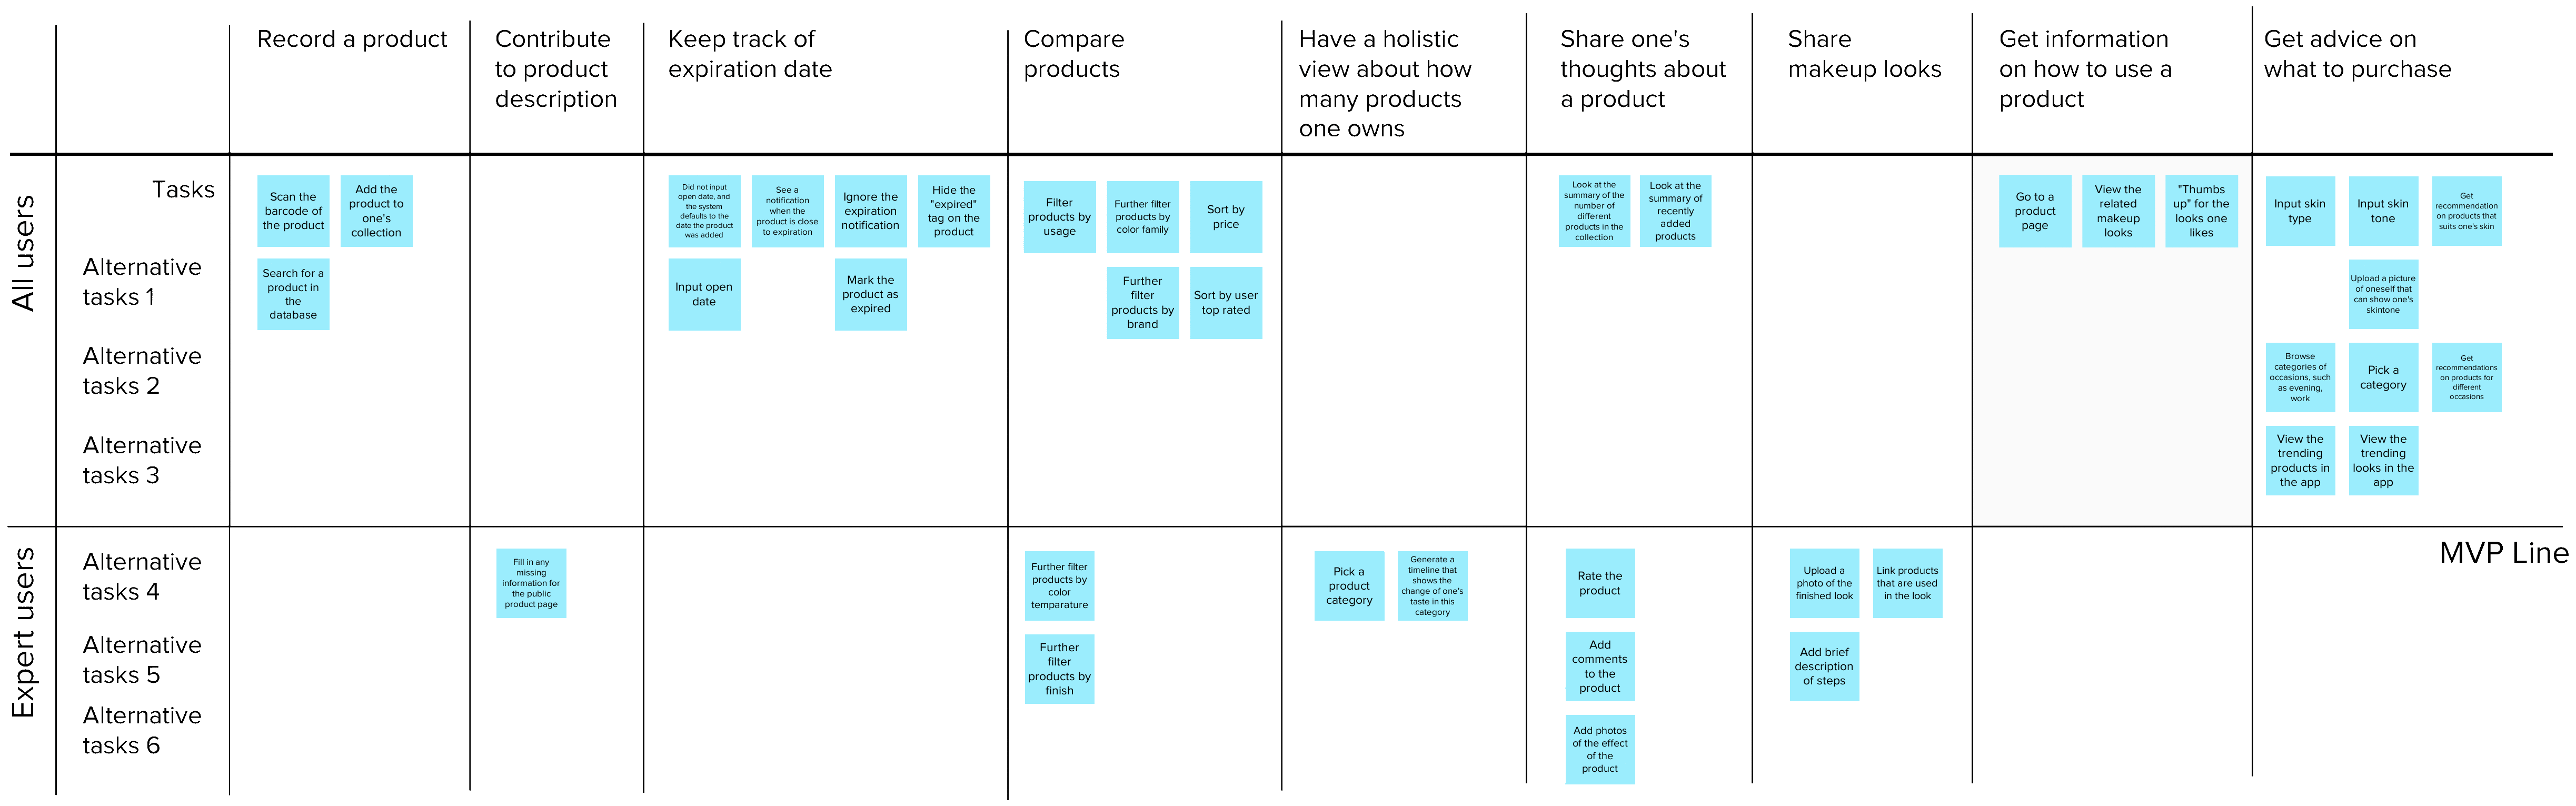 Record a product
Contribute
to product
description
Keep track of
expiration date
Compare
products
Have a holistic
view about how
many products
one owns
Share one's
thoughts about
a product
Share
makeup looks
Get information
on how to use a
product
Get advice on
what to purchase
All users
Tasks
Scan the
barcode of
the product
Add the
product to
one's
collection
Did not input
open date, and
the system
defaults to the
date the product
was added
See a
notification
when the
product is close
to expiration
Ignore the
expiration
notification
Hide the
"expired"
tag on the
product
Filter
products by
usage
Further filter
products by
color family
Sort by
price
Look at the
summary of the
number of
different
products in the
collection
Look at the
summary of
recently
added
products
Go to a
product
page
View the
related
makeup
looks
"Thumbs
up" for the
looks one
likes
Input skin
type
Input skin
tone
Get
recommendation
on products that
suits one's skin
Alternative
tasks 1
Search for a
product in
the
database
Input open
date
Mark the
product as
expired
Further
filter
products by
brand
Sort by user
top rated
Upload a picture
of oneself that
can show one's
skintone
Alternative
tasks 2
Browse
categories of
occasions, such
as evening,
work
Pick a
category
Get
recommendations
on products for
different
occasions
Alternative
tasks 3
View the
trending
products in
the app
View the
trending
looks in the
app
MVP Line
Expert users
Alternative
tasks 4
Fill in any
missing
information for
the public
product page
Further filter
products by
color
temparature
Pick a
product
category
Generate a
timeline that
shows the
change of one's
taste in this
category
Rate the
product
Upload a
photo of the
finished look
Link products
that are used
in the look
Alternative
tasks 5
Further
filter
products by
finish
Add
comments
to the
product
Add brief
description
of steps
Alternative
tasks 6
Add photos
of the effect
of the
product